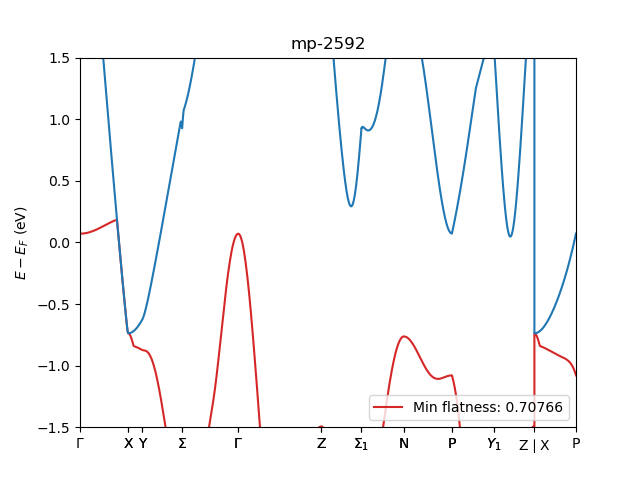 mp-2592
E − E_F (eV)
1.5
1.0
0.5
0.0
−0.5
−1.0
−1.5
Min flatness: 0.70766
Γ X Y Σ Γ Z Σ₁ N P Y₁ Z | X P